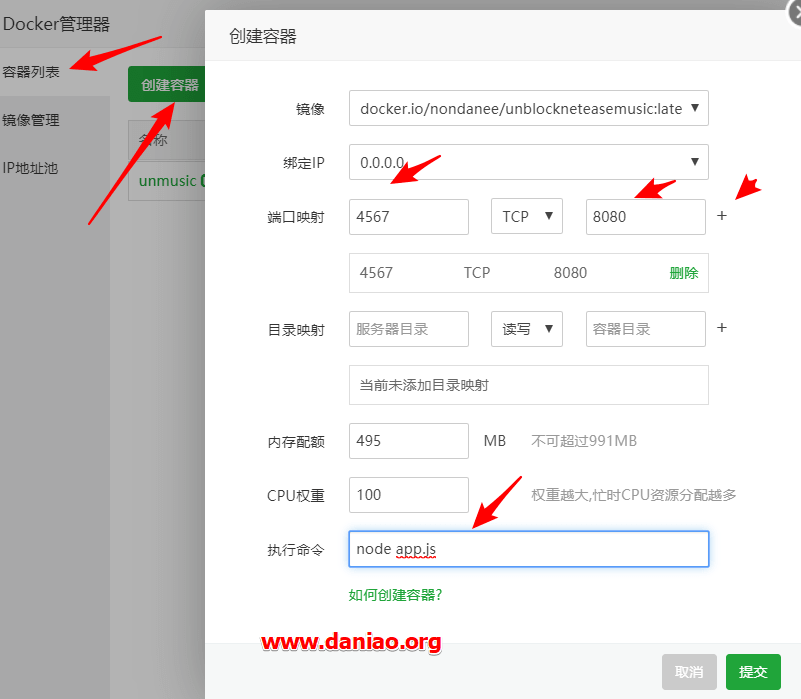 Docker管理器
容器列表
镜像管理
IP地址池
创建容器
名称
unmusic
创建容器
镜像 docker.io/nondanee/unblockneteasemusic:late
绑定IP 0.0.0.0
端口映射 4567 TCP 8080 +
4567 TCP 8080 删除
目录映射 服务器目录 读写 容器目录 +
当前未添加目录映射
内存配额 495 MB 不可超过991MB
CPU权重 100 权重越大,忙时CPU资源分配越多
执行命令 node app.js
如何创建容器?
www.daniao.org
取消 提交